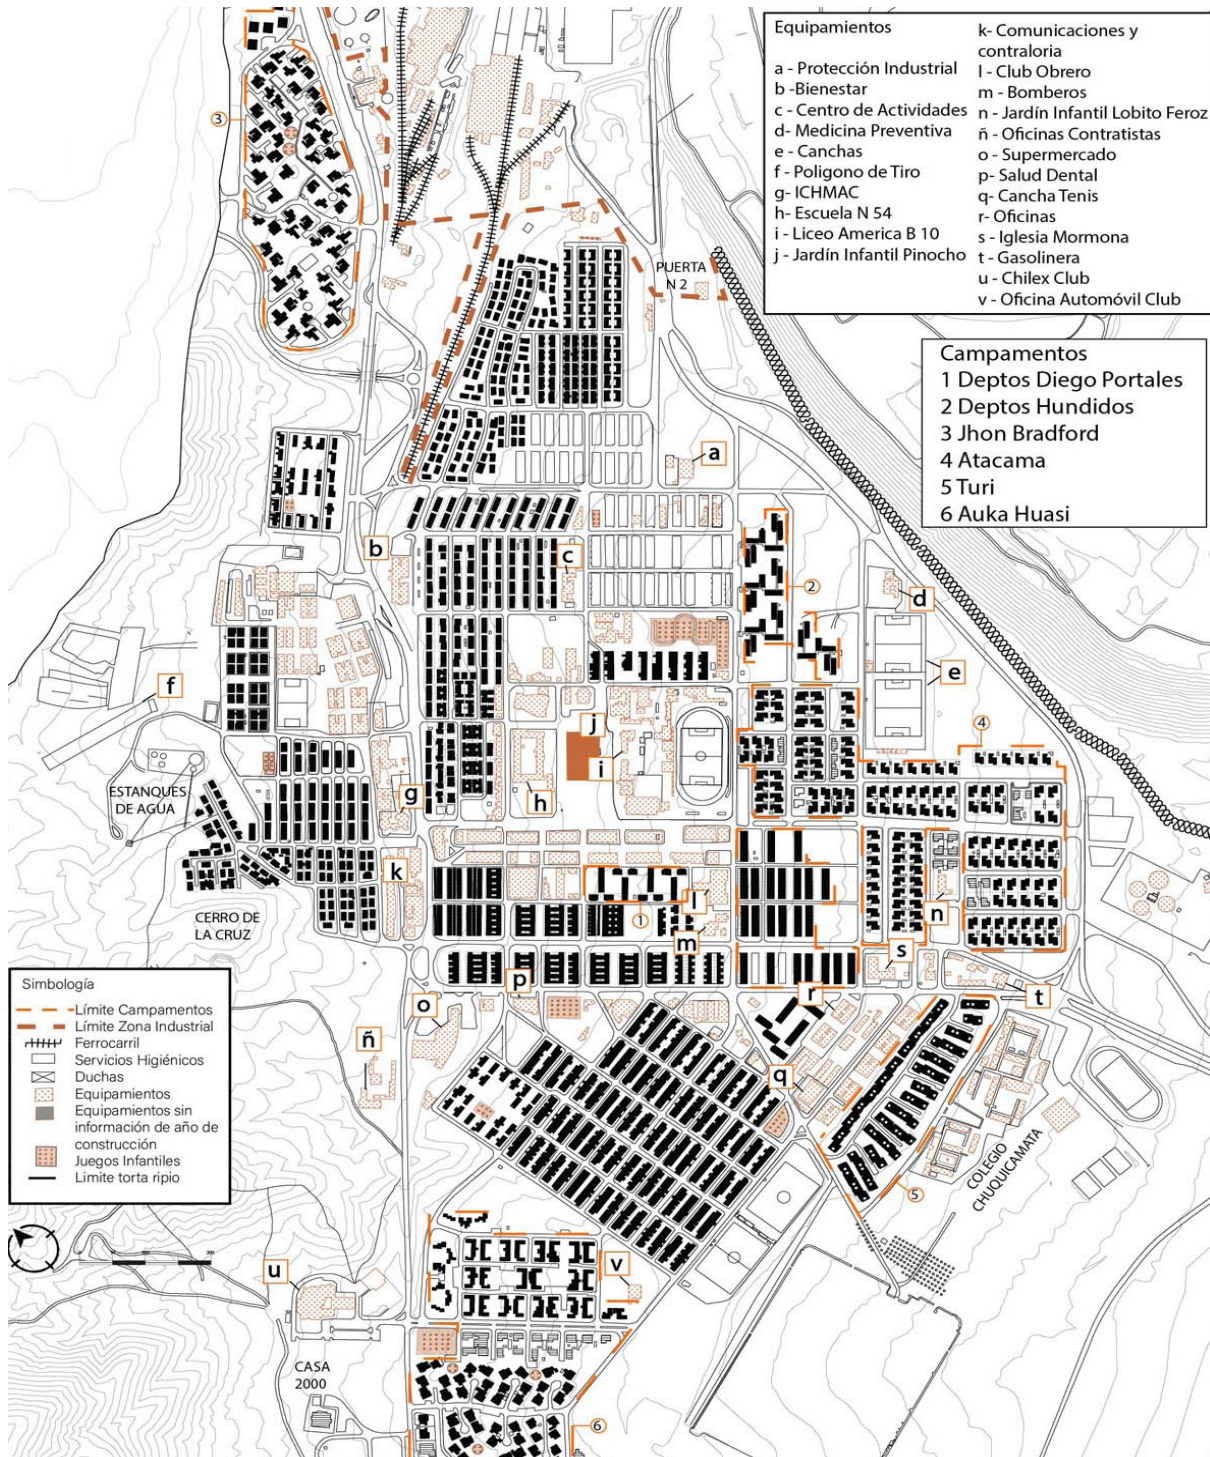 Equipamientos
a - Protección Industrial
b -Bienestar
c - Centro de Actividades
d- Medicina Preventiva
e - Canchas
f - Poligono de Tiro
g- ICHMAC
h- Escuela N 54
i - Liceo America B 10
j - Jardín Infantil Pinocho
k- Comunicaciones y
contraloria
l - Club Obrero
m - Bomberos
n - Jardín Infantil Lobito Feroz
ñ - Oficinas Contratistas
o - Supermercado
p- Salud Dental
q- Cancha Tenis
r- Oficinas
s - Iglesia Mormona
t - Gasolinera
u - Chilex Club
v - Oficina Automóvil Club
Campamentos
1 Deptos Diego Portales
2 Deptos Hundidos
3 Jhon Bradford
4 Atacama
5 Turi
6 Auka Huasi
3
PUERTA
N 2
a
b
c
2
d
e
f
4
j
i
ESTANQUES
DE AGUA
g
h
k
l
n
CERRO DE
LA CRUZ
1
m
s
p
r
t
o
ñ
q
COLEGIO
CHUQUICAMATA
5
Simbología
Límite Campamentos
Límite Zona Industrial
Ferrocarril
Servicios Higiénicos
Duchas
Equipamientos
Equipamientos sin
información de año de
construcción
Juegos Infantiles
Limite torta ripio
u
v
CASA
2000
6